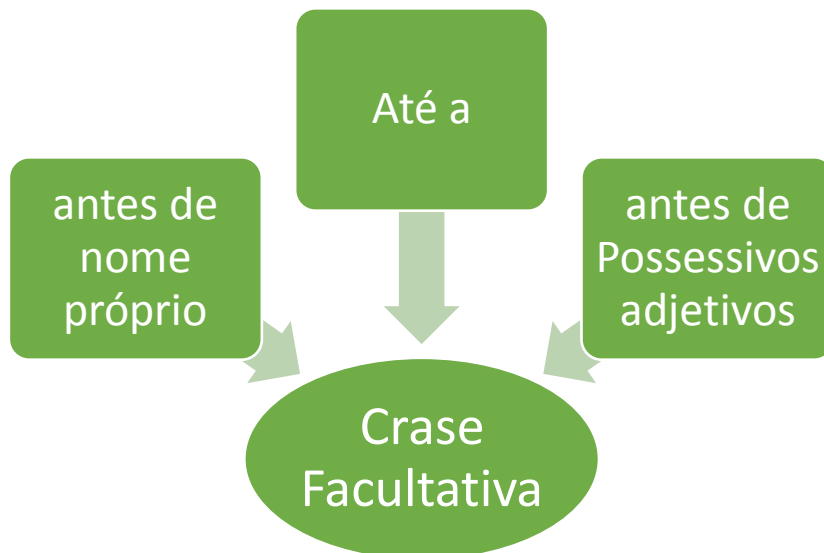 Até a
antes de
nome
próprio
antes de
Possessivos
adjetivos
Crase
Facultativa